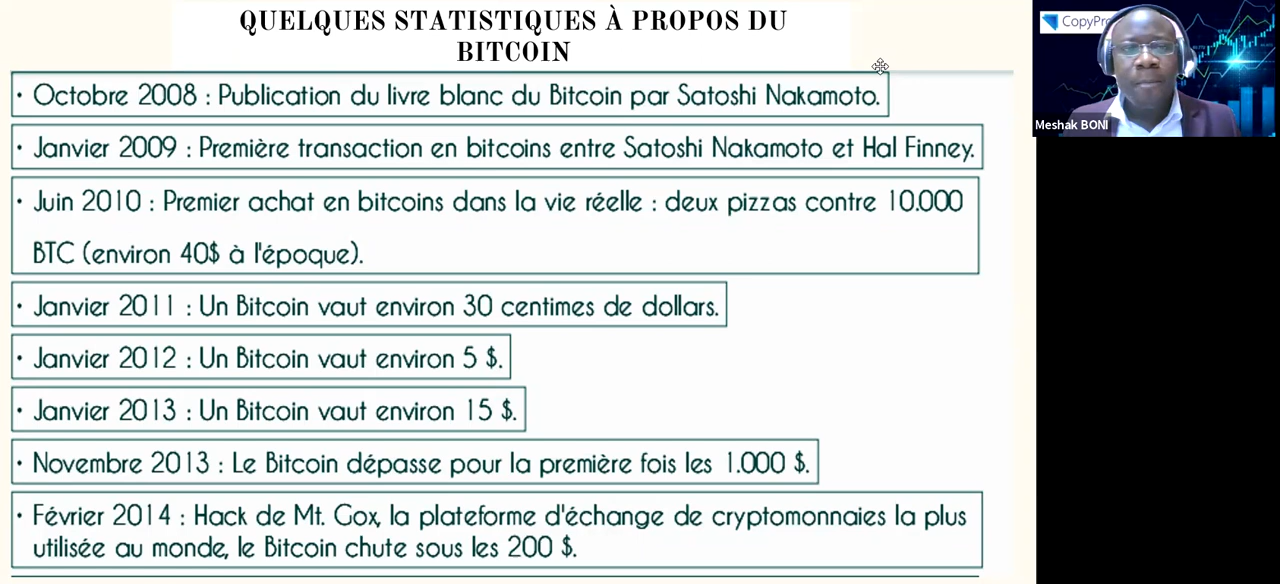 QUELQUES STATISTIQUES À PROPOS DU
BITCOIN
• Octobre 2008 : Publication du livre blanc du Bitcoin par Satoshi Nakamoto.
• Janvier 2009 : Première transaction en bitcoins entre Satoshi Nakamoto et Hal Finney.
• Juin 2010 : Premier achat en bitcoins dans la vie réelle : deux pizzas contre 10.000
BTC (environ 40$ à l'époque).
• Janvier 2011 : Un Bitcoin vaut environ 30 centimes de dollars.
• Janvier 2012 : Un Bitcoin vaut environ 5 $.
• Janvier 2013 : Un Bitcoin vaut environ 15 $.
• Novembre 2013 : Le Bitcoin dépasse pour la première fois les 1.000 $.
• Février 2014 : Hack de Mt. Gox, la plateforme d'échange de cryptomonnaies la plus
utilisée au monde, le Bitcoin chute sous les 200 $.
CopyPr
Meshak BONI